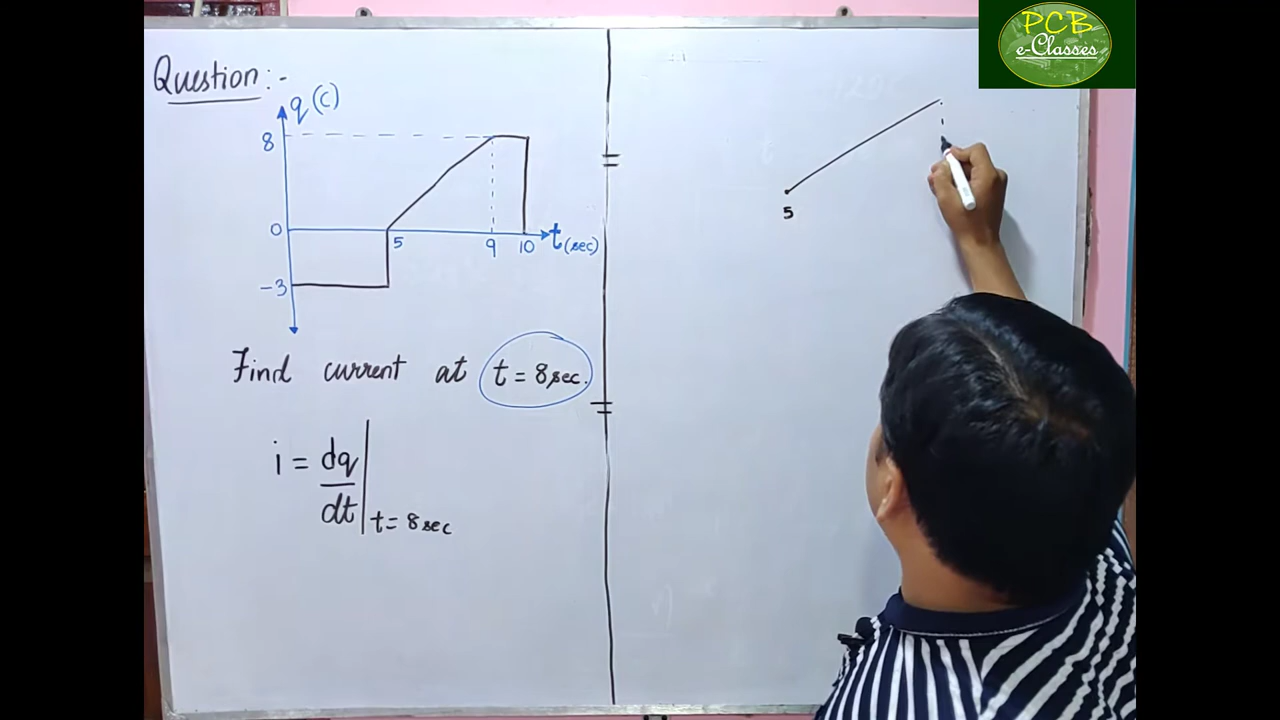 PCB
e-Classes
Question:-
q (C)
8
0
5
9
10
t (sec)
-3
Find current at t = 8 sec.
i = dq
dt
t = 8 sec
5